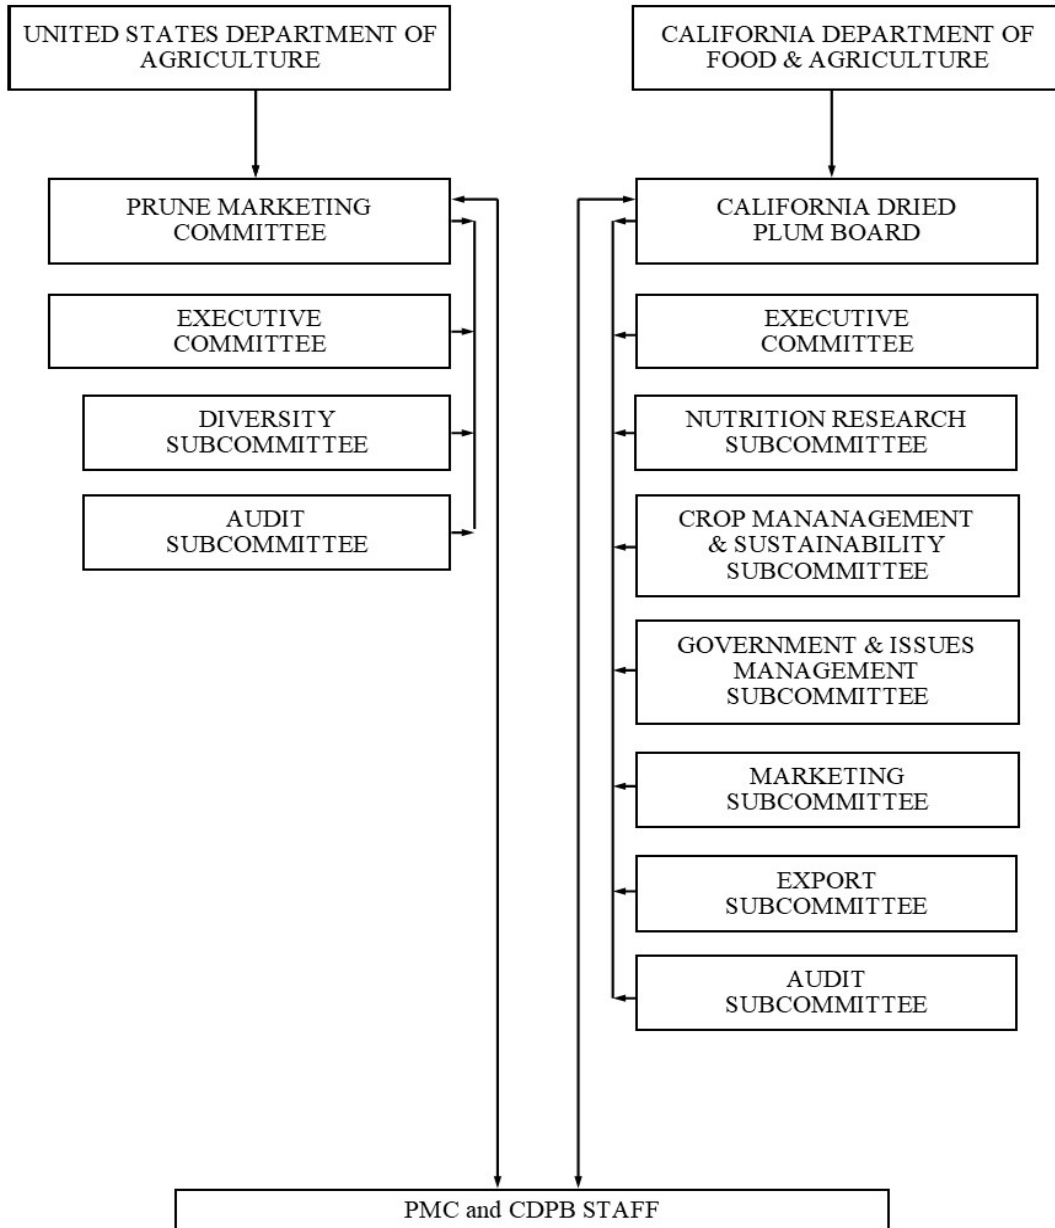 UNITED STATES DEPARTMENT OF
AGRICULTURE
CALIFORNIA DEPARTMENT OF
FOOD & AGRICULTURE
PRUNE MARKETING
COMMITTEE
CALIFORNIA DRIED
PLUM BOARD
EXECUTIVE
COMMITTEE
EXECUTIVE
COMMITTEE
DIVERSITY
SUBCOMMITTEE
NUTRITION RESEARCH
SUBCOMMITTEE
AUDIT
SUBCOMMITTEE
CROP MANANAGEMENT
& SUSTAINABILITY
SUBCOMMITTEE
GOVERNMENT & ISSUES
MANAGEMENT
SUBCOMMITTEE
MARKETING
SUBCOMMITTEE
EXPORT
SUBCOMMITTEE
AUDIT
SUBCOMMITTEE
PMC and CDPB STAFF